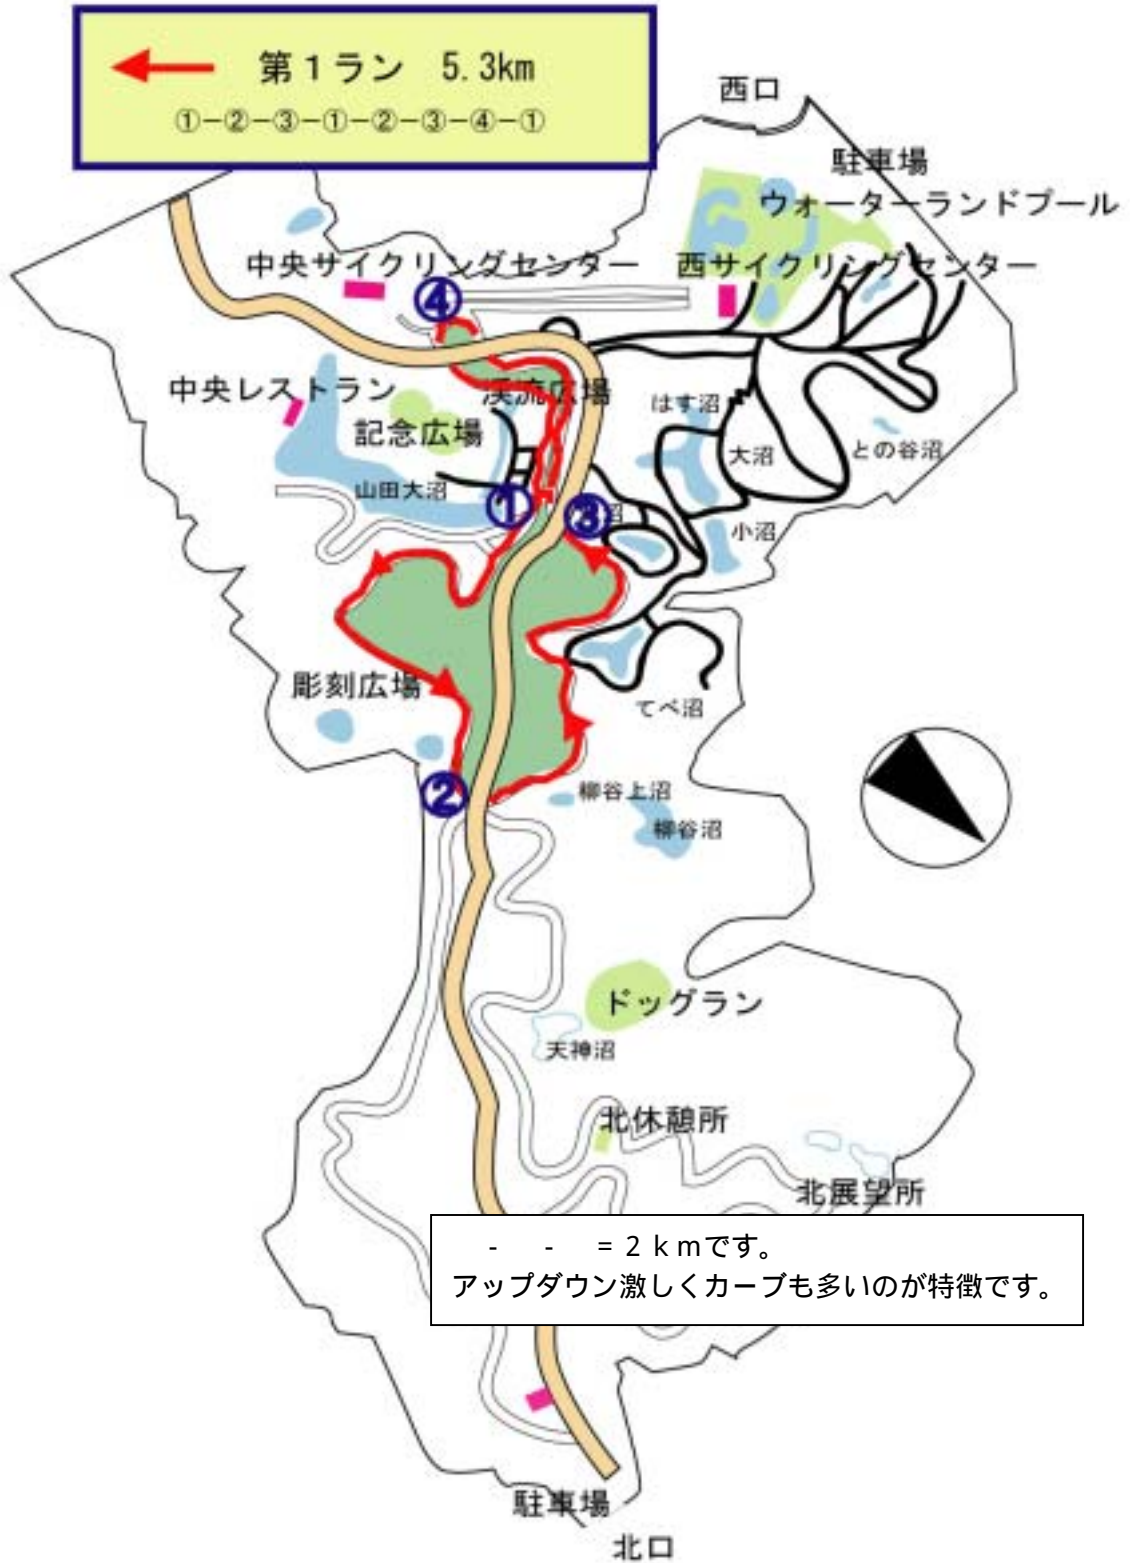 第1ラン 5.3km
①-②-③-①-②-③-④-①
西口
駐車場
ウォーターランドプール
中央サイクリングセンター
西サイクリングセンター
④
中央レストラン
渓流広場
記念広場
はす沼
大沼
との谷沼
山田大沼
①
③
沼
小沼
彫刻広場
てべ沼
②
柳谷上沼
柳谷沼
ドッグラン
天神沼
北休憩所
北展望所
- - =2kmです。
アップダウン激しくカーブも多いのが特徴です。
駐車場
北口